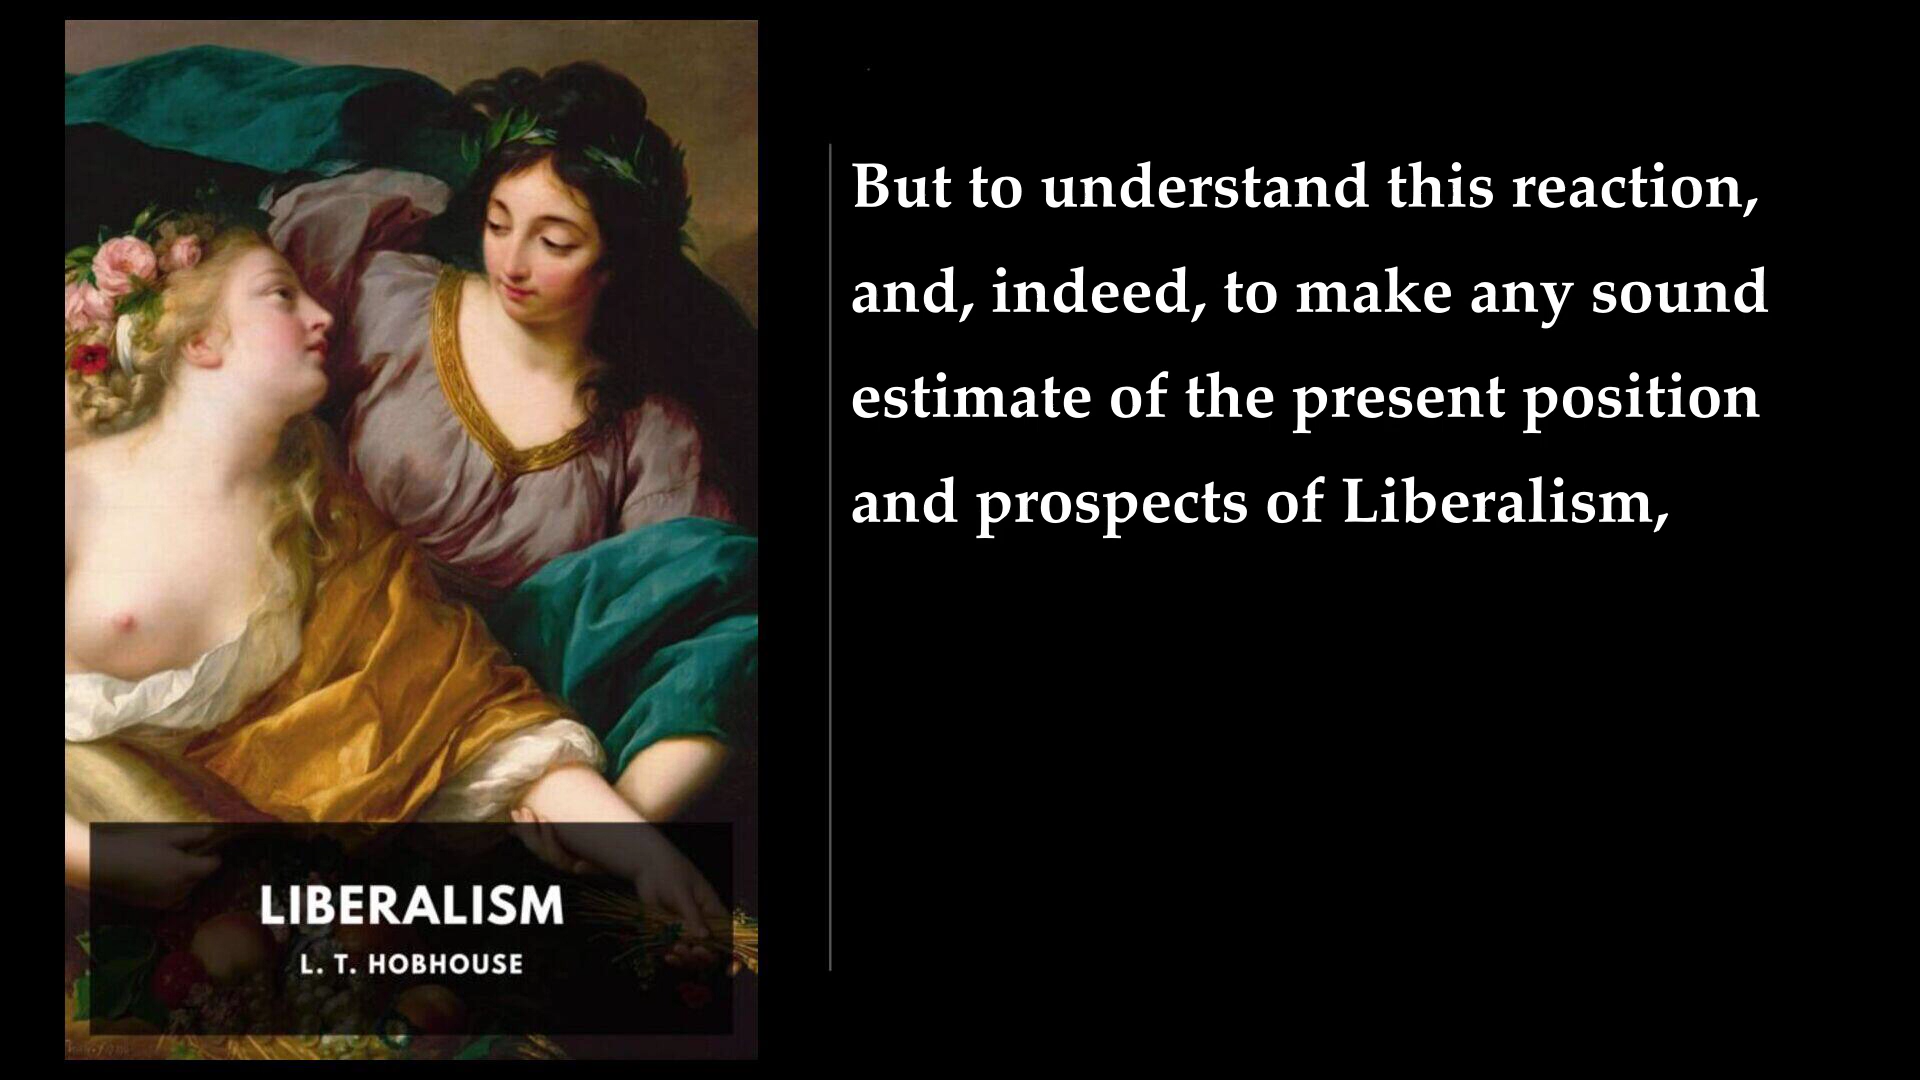 But to understand this reaction,
and, indeed, to make any sound
estimate of the present position
and prospects of Liberalism,
LIBERALISM
L. T. HOBHOUSE